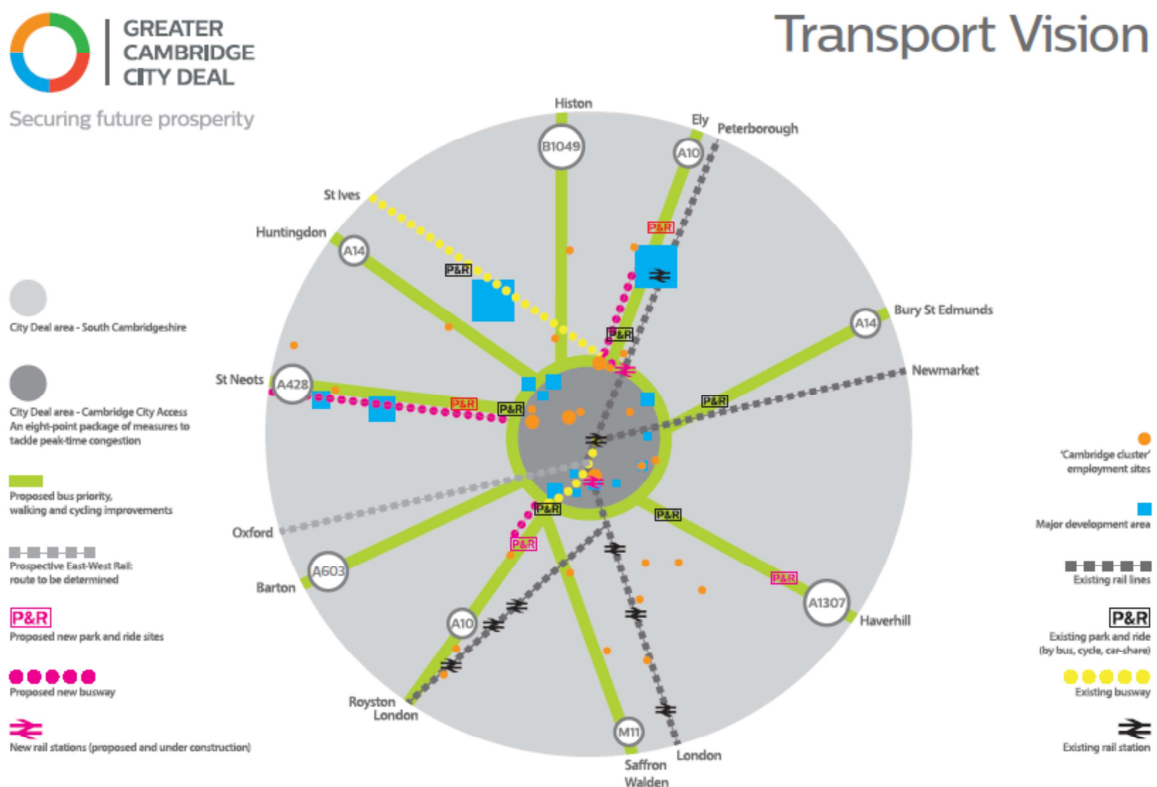 GREATER
CAMBRIDGE
CITY DEAL
Securing future prosperity
Transport Vision
Histon
B1049
Ely
A10
Peterborough
St Ives
P&R
Huntingdon
A14
P&R
P&R
Bury St Edmunds
A14
Newmarket
St Neots
A428
P&R
P&R
P&R
Oxford
P&R
P&R
P&R
P&R
Barton
A603
A10
A1307
Haverhill
Royston
London
M11
Saffron
Walden
London
City Deal area - South Cambridgeshire
City Deal area - Cambridge City Access
An eight-point package of measures to
tackle peak-time congestion
Proposed bus priority,
walking and cycling improvements
Prospective East-West Rail:
route to be determined
P&R
Proposed new park and ride sites
Proposed new busway
New rail stations (proposed and under construction)
'Cambridge cluster'
employment sites
Major development area
Existing rail lines
P&R
Existing park and ride
(by bus, cycle, car-share)
Existing busway
Existing rail station